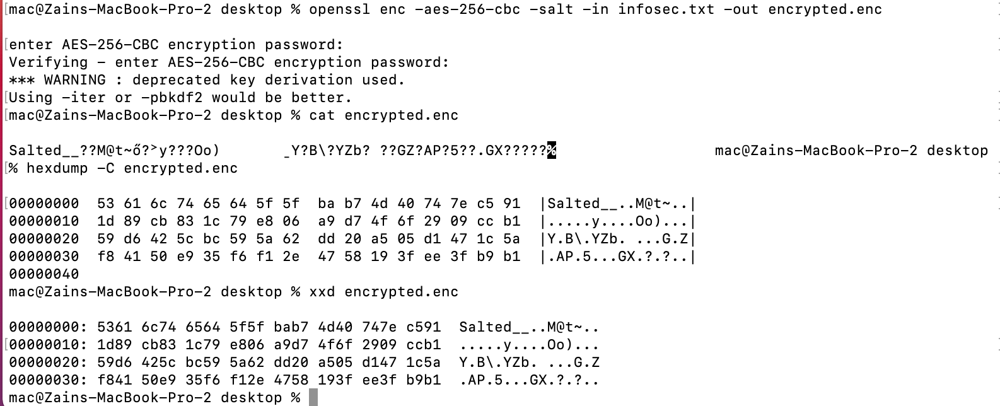 [mac@Zains-MacBook-Pro-2 desktop % openssl enc -aes-256-cbc -salt -in infosec.txt -out encrypted.enc
[enter AES-256-CBC encryption password:
Verifying - enter AES-256-CBC encryption password:
*** WARNING : deprecated key derivation used.
[Using -iter or -pbkdf2 would be better.
[mac@Zains-MacBook-Pro-2 desktop % cat encrypted.enc
Salted__??M@t~ő?>y???Oo)        _Y?B\?YZb? ??GZ?AP?5??.GX?????%                  mac@Zains-MacBook-Pro-2 desktop
[% hexdump -C encrypted.enc
[00000000  53 61 6c 74 65 64 5f 5f  ba b7 4d 40 74 7e c5 91  |Salted__..M@t~..|
00000010  1d 89 cb 83 1c 79 e8 06  a9 d7 4f 6f 29 09 cc b1  |.....y....Oo)...|
00000020  59 d6 42 5c bc 59 5a 62  dd 20 a5 05 d1 47 1c 5a  |Y.B\.YZb. ...G.Z|
00000030  f8 41 50 e9 35 f6 f1 2e  47 58 19 3f ee 3f b9 b1  |.AP.5...GX.?.?..|
00000040
mac@Zains-MacBook-Pro-2 desktop % xxd encrypted.enc
00000000: 5361 6c74 6564 5f5f bab7 4d40 747e c591  Salted__..M@t~..
[00000010: 1d89 cb83 1c79 e806 a9d7 4f6f 2909 ccb1  .....y....Oo)...
00000020: 59d6 425c bc59 5a62 dd20 a505 d147 1c5a  Y.B\.YZb. ...G.Z
00000030: f841 50e9 35f6 f12e 4758 193f ee3f b9b1  .AP.5...GX.?.?..
mac@Zains-MacBook-Pro-2 desktop %